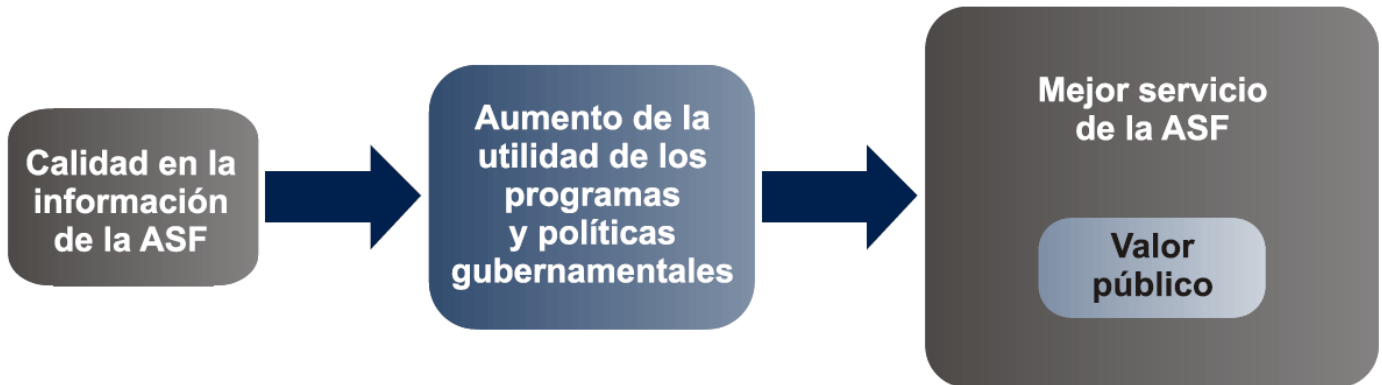 Calidad en la
información
de la ASF
Aumento de la
utilidad de los
programas
y políticas
gubernamentales
Mejor servicio
de la ASF
Valor
público